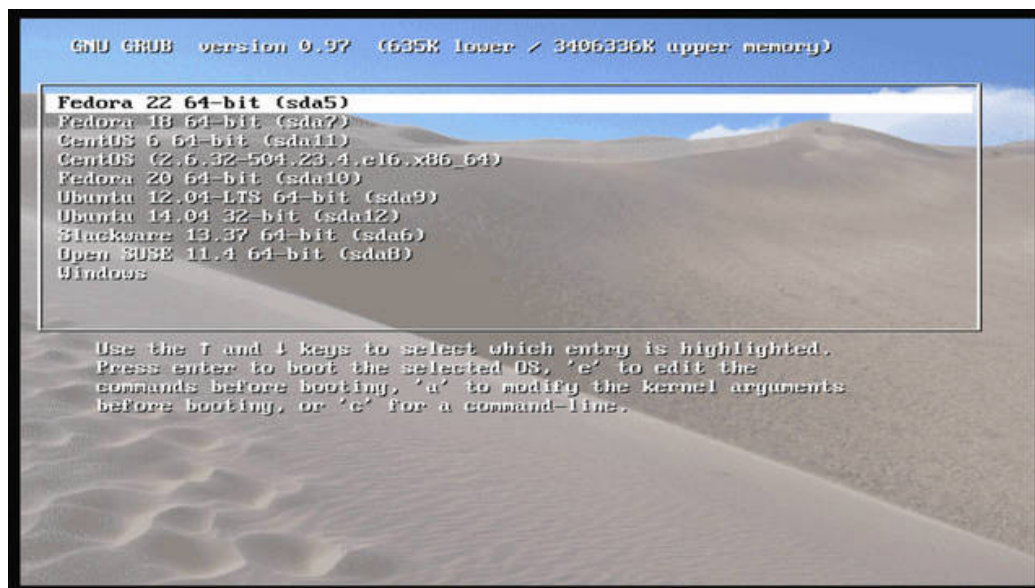 GNU GRUB version 0.97 (635K lower / 3406336K upper memory)
Fedora 22 64-bit (sda5)
Fedora 18 64-bit (sda7)
CentOS 6 64-bit (sda11)
CentOS (2.6.32-504.23.4.el6.x86_64)
Fedora 20 64-bit (sda10)
Ubuntu 12.04-LTS 64-bit (sda9)
Ubuntu 14.04 32-bit (sda12)
Slackware 13.37 64-bit (sda6)
Open SUSE 11.4 64-bit (sda8)
Windows
Use the ↑ and ↓ keys to select which entry is highlighted.
Press enter to boot the selected OS, 'e' to edit the
commands before booting, 'a' to modify the kernel arguments
before booting, or 'c' for a command-line.